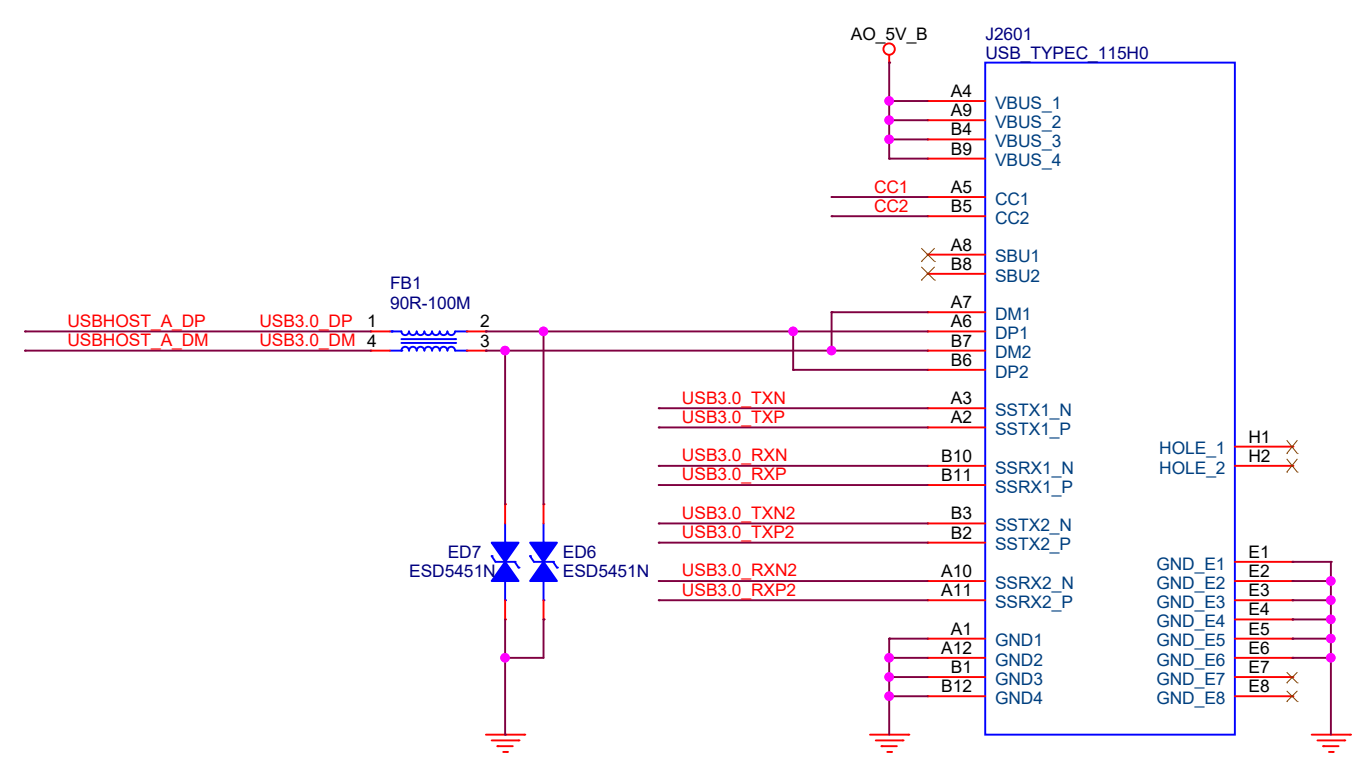 AO_5V_B
J2601
USB_TYPEC_115H0
A4 VBUS_1
A9 VBUS_2
B4 VBUS_3
B9 VBUS_4
CC1 A5 CC1
CC2 B5 CC2
A8 SBU1
B8 SBU2
FB1
90R-100M
A7 DM1
USBHOST_A_DP USB3.0_DP 1 2 A6 DP1
USBHOST_A_DM USB3.0_DM 4 3 B7 DM2
B6 DP2
USB3.0_TXN A3 SSTX1_N
USB3.0_TXP A2 SSTX1_P
HOLE_1 H1
USB3.0_RXN B10 SSRX1_N HOLE_2 H2
USB3.0_RXP B11 SSRX1_P
USB3.0_TXN2 B3 SSTX2_N
USB3.0_TXP2 B2 SSTX2_P
ED7 ED6
ESD5451N ESD5451N
GND_E1 E1
USB3.0_RXN2 A10 SSRX2_N GND_E2 E2
USB3.0_RXP2 A11 SSRX2_P GND_E3 E3
GND_E4 E4
A1 GND1 GND_E5 E5
A12 GND2 GND_E6 E6
B1 GND3 GND_E7 E7
B12 GND4 GND_E8 E8